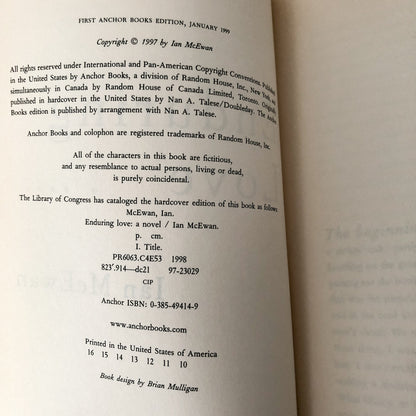 FIRST ANCHOR BOOKS EDITION, JANUARY 1999
Copyright © 1997 by Ian McEwan
All rights reserved under International and Pan-American Copyright Conventions. Published
in the United States by Anchor Books, a division of Random House, Inc., New York, and
simultaneously in Canada by Random House of Canada Limited, Toronto. Originally
published in hardcover in the United States by Nan A. Talese/Doubleday. The Anchor
Books edition is published by arrangement with Nan A. Talese.
Anchor Books and colophon are registered trademarks of Random House, Inc.
All of the characters in this book are fictitious,
and any resemblance to actual persons, living or dead,
is purely coincidental.
The Library of Congress has cataloged the hardcover edition of this book as follows:
McEwan, Ian.
Enduring love: a novel / Ian McEwan.
p. cm.
I. Title.
PR6063.C4E53 1998
823'.914—dc21 97-23029
CIP
Anchor ISBN: 0-385-49414-9
www.anchorbooks.com
Printed in the United States of America
16 15 14 13 12 11 10
Book design by Brian Mulligan
The Beginning